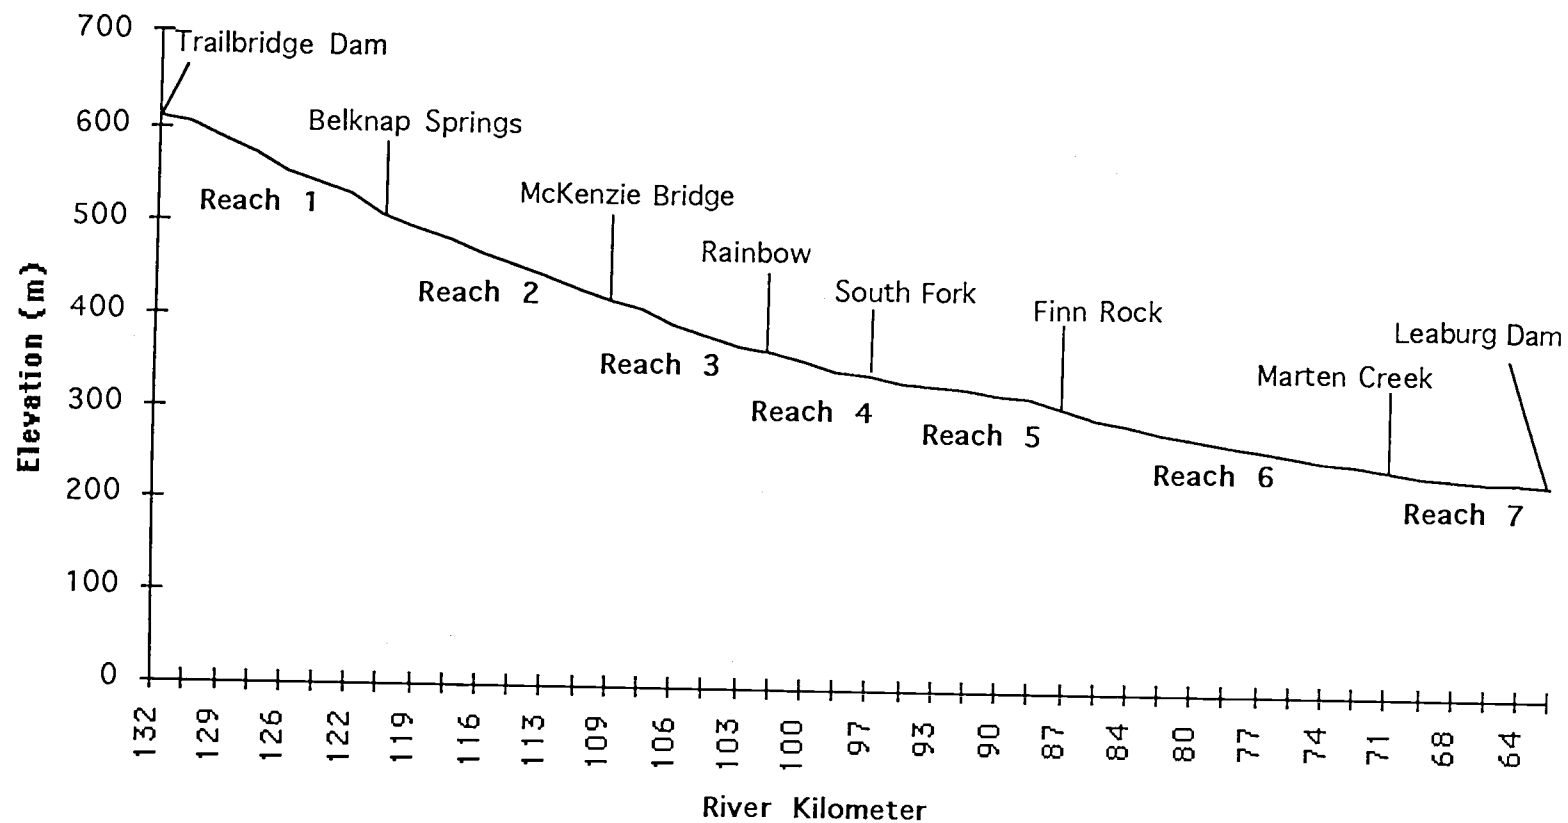 700
Trailbridge Dam
600
Belknap Springs
Reach 1
500
McKenzie Bridge
Rainbow
Reach 2
South Fork
400
Finn Rock
Leaburg Dam
Reach 3
Marten Creek
300
Reach 4
Reach 5
Reach 6
200
Reach 7
100
0
Elevation (m)
132 129 126 122 119 116 113 109 106 103 100 97 93 90 87 84 80 77 74 71 68 64
River Kilometer